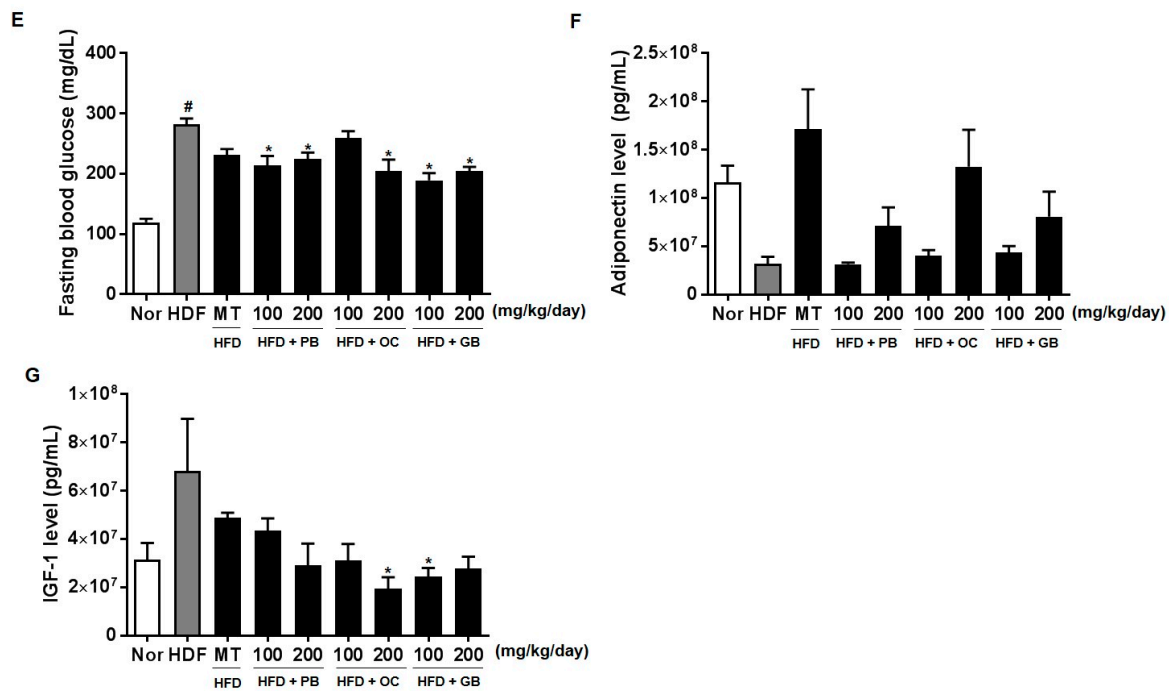 E
Fasting blood glucose (mg/dL)
400
300
200
100
0
#
*
*
*
*
*
Nor HDF MT 100 200 100 200 100 200 (mg/kg/day)
HFD HFD + PB HFD + OC HFD + GB
F
Adiponectin level (pg/mL)
2.5×10⁸
2×10⁸
1.5×10⁸
1×10⁸
5×10⁷
0
Nor HDF MT 100 200 100 200 100 200 (mg/kg/day)
HFD HFD + PB HFD + OC HFD + GB
G
IGF-1 level (pg/mL)
1×10⁸
8×10⁷
6×10⁷
4×10⁷
2×10⁷
0
*
*
Nor HDF MT 100 200 100 200 100 200 (mg/kg/day)
HFD HFD + PB HFD + OC HFD + GB